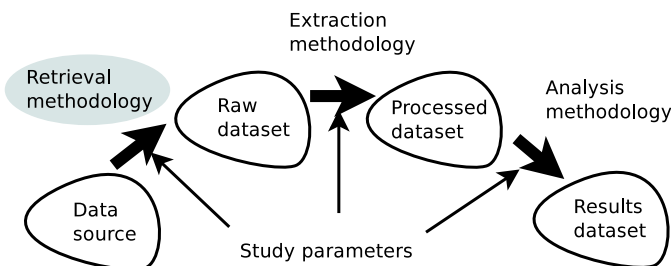 Extraction
methodology
Retrieval
methodology
Raw
dataset
Processed
dataset
Analysis
methodology
Data
source
Results
dataset
Study parameters